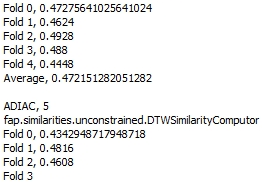 Fold 0, 0.47275641025641024
Fold 1, 0.4624
Fold 2, 0.4928
Fold 3, 0.488
Fold 4, 0.4448
Average, 0.472151282051282
ADIAC, 5
fap.similarities.unconstrained.DTWSimilarityComputor
Fold 0, 0.4342948717948718
Fold 1, 0.4816
Fold 2, 0.4608
Fold 3